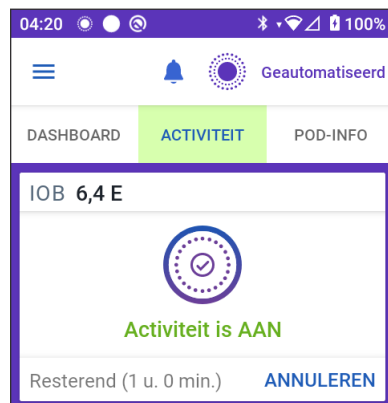 04:20 100%
Geautomatiseerd
DASHBOARD ACTIVITEIT POD-INFO
IOB 6,4 E
Activiteit is AAN
Resterend (1 u. 0 min.) ANNULEREN